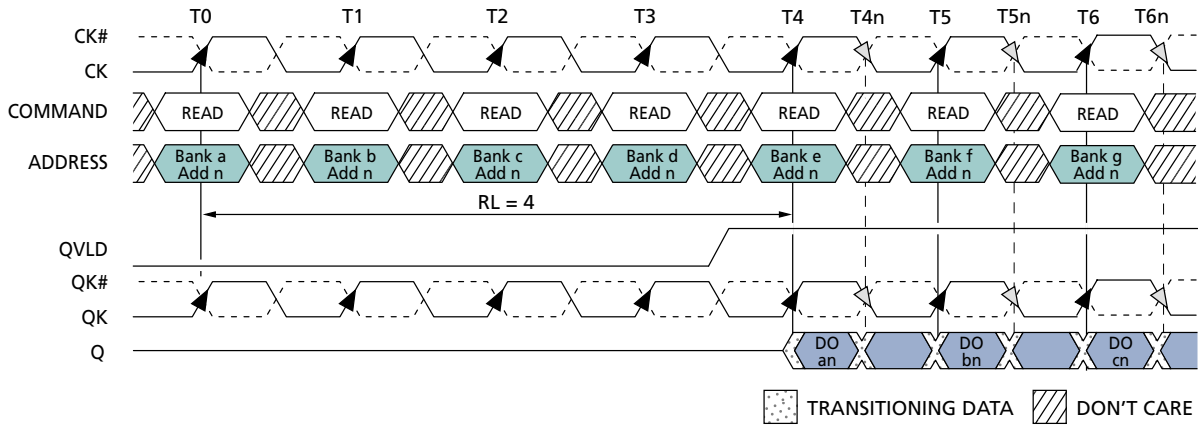 T0 T1 T2 T3 T4 T4n T5 T5n T6 T6n
CK#
CK
COMMAND READ READ READ READ READ READ READ
ADDRESS
Bank a Bank b Bank c Bank d Bank e Bank f Bank g
Add n Add n Add n Add n Add n Add n Add n
RL = 4
QVLD
QK#
QK
Q
DO DO DO
an bn cn
TRANSITIONING DATA DON'T CARE